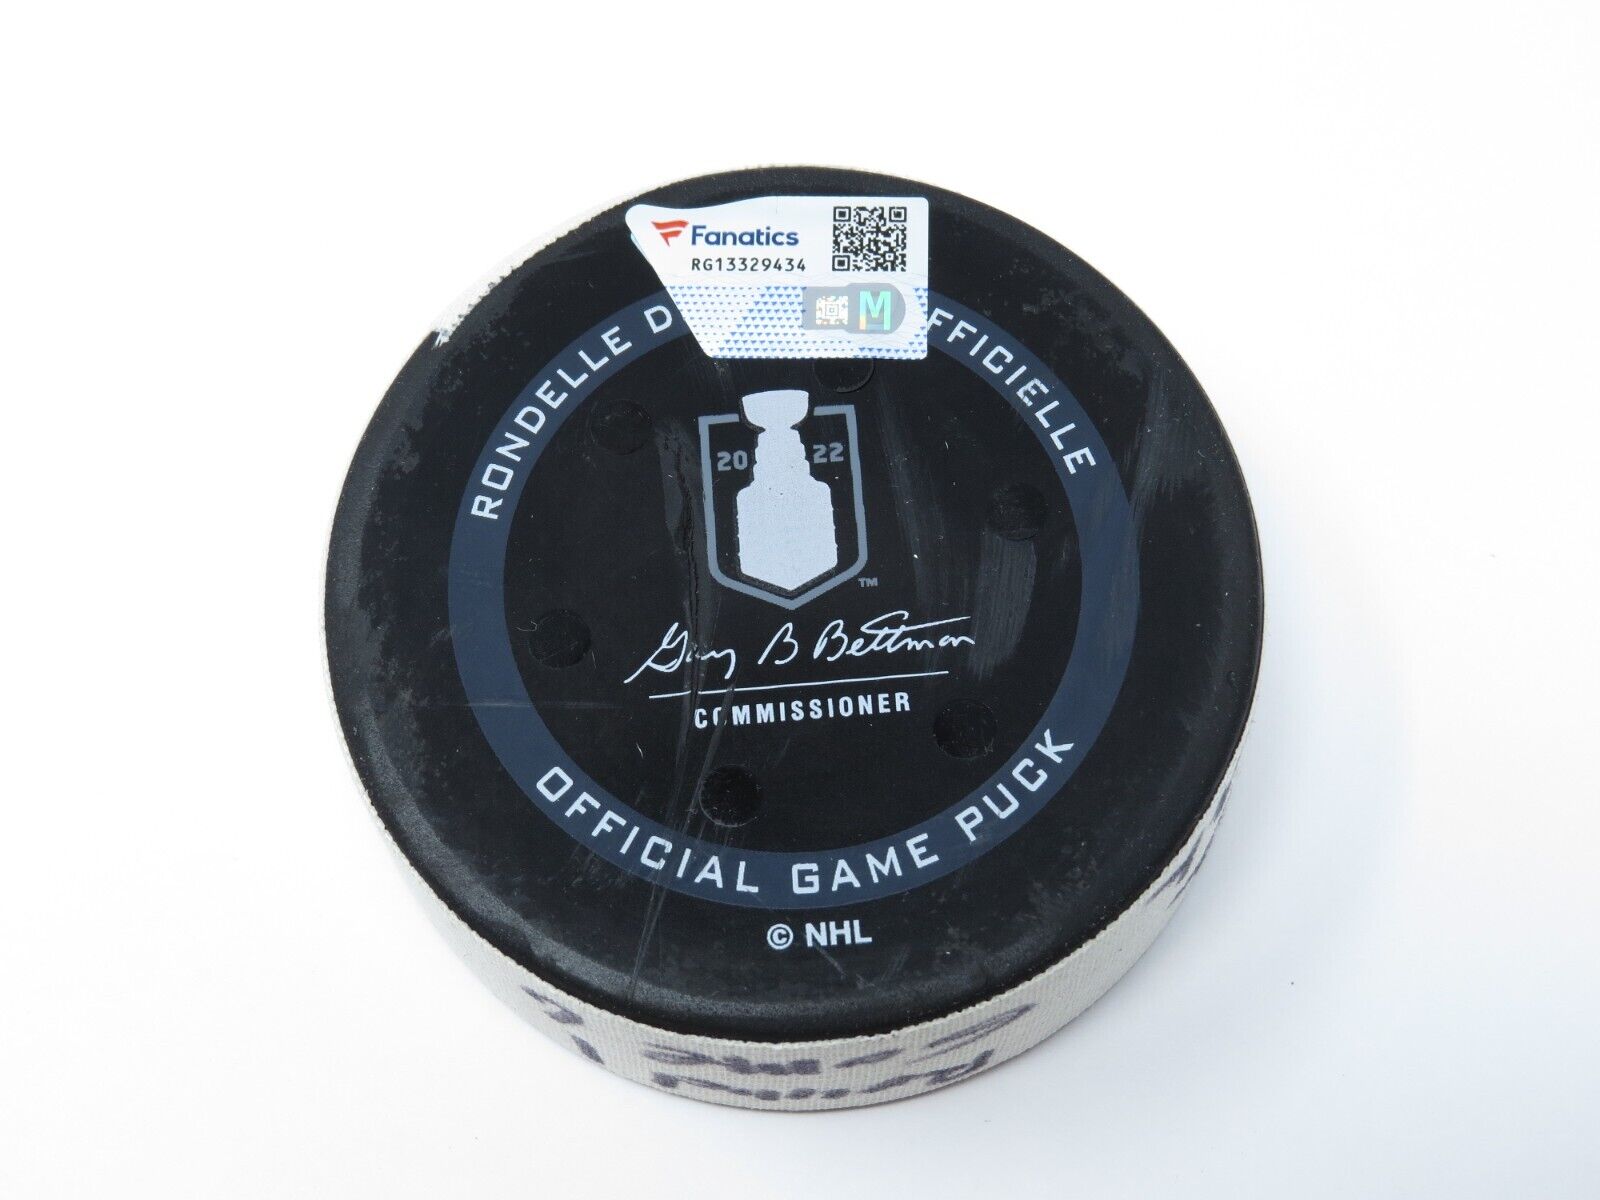 Fanatics
RG13329434
M
RONDELLE D FFICIELLE
20 22
TM
Gary B Bettman
COMMISSIONER
OFFICIAL GAME PUCK
© NHL